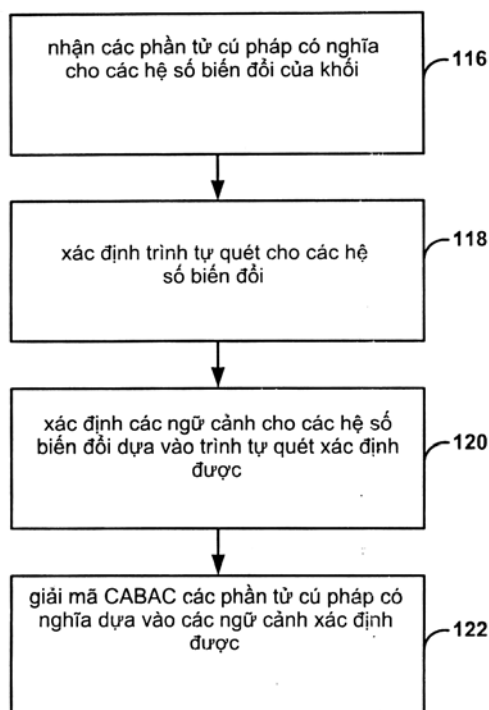 nhận các phần tử cú pháp có nghĩa
cho các hệ số biến đổi của khối
116
xác định trình tự quét cho các hệ
số biến đổi
118
xác định các ngữ cảnh cho các hệ số
biến đổi dựa vào trình tự quét xác định
được
120
giải mã CABAC các phần tử cú pháp có
nghĩa dựa vào các ngữ cảnh xác định
được
122